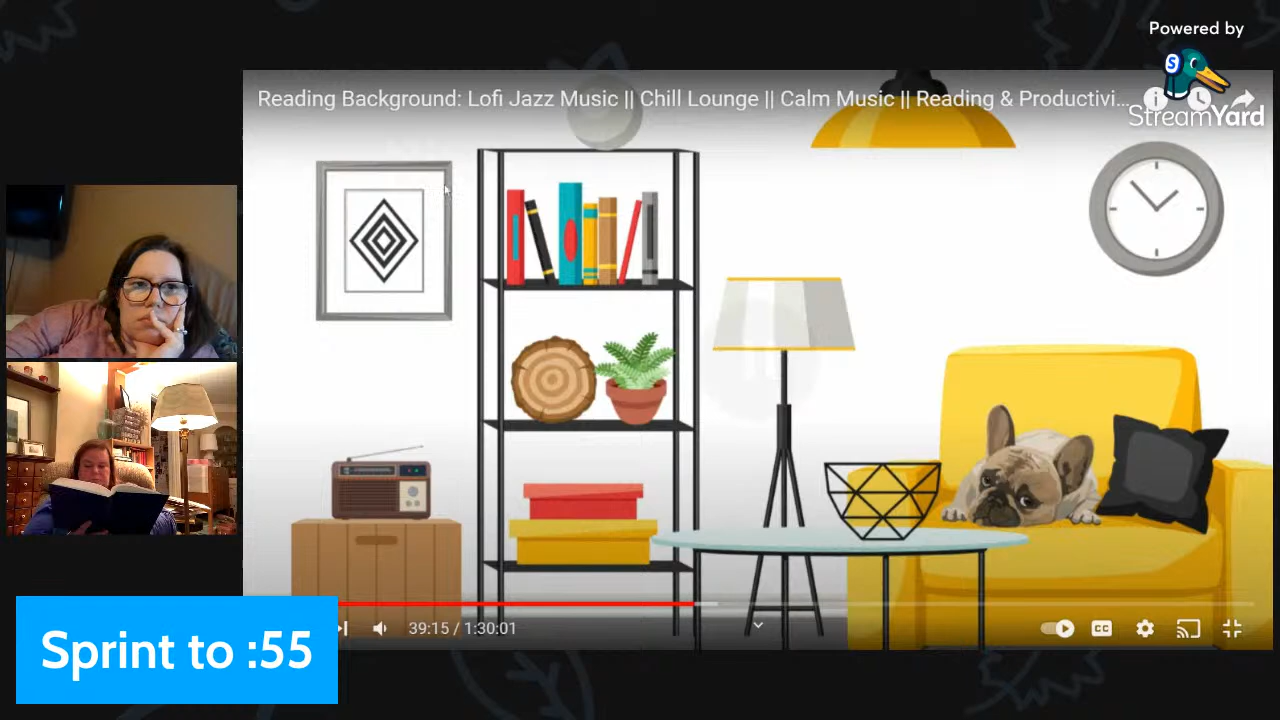 Powered by
StreamYard
Reading Background: Lofi Jazz Music || Chill Lounge || Calm Music || Reading & Productivi...
39:15 / 1:30:01
CC
Sprint to :55